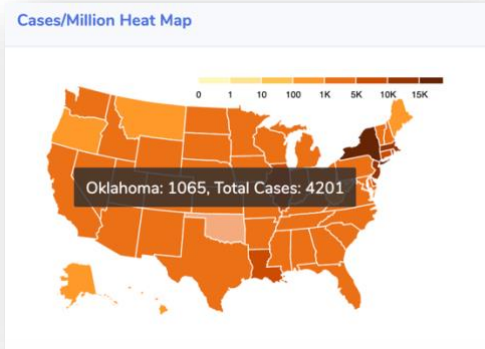 Cases/Million Heat Map
0 1 10 100 1K 5K 10K 15K
Oklahoma: 1065, Total Cases: 4201